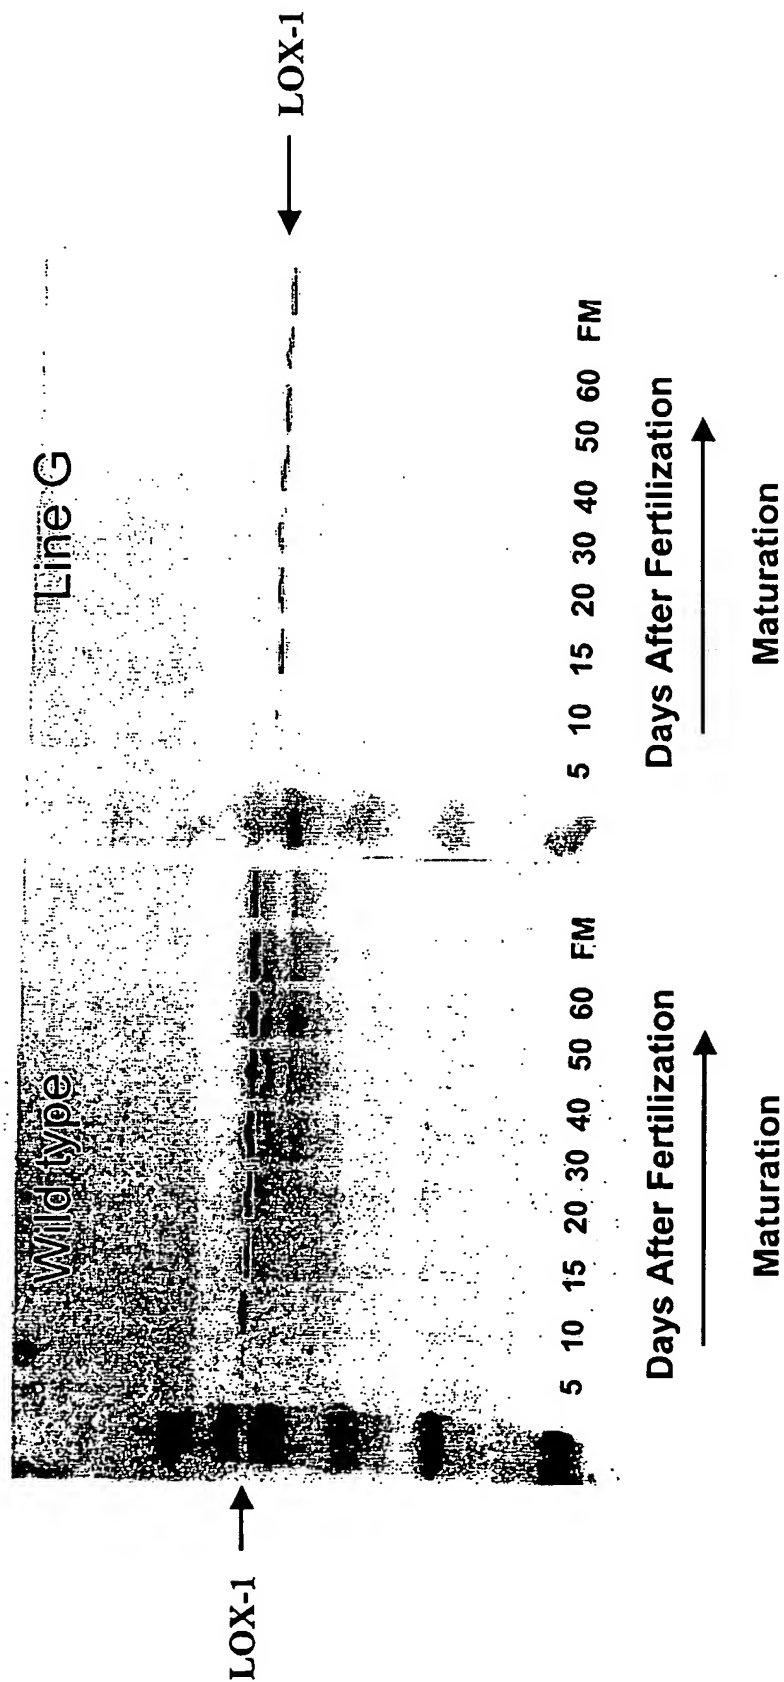 Wildtype
Line G
LOX-1
LOX-1
5 10 15 20 30 40 50 60 FM
5 10 15 20 30 40 50 60 FM
Days After Fertilization
Days After Fertilization
Maturation
Maturation